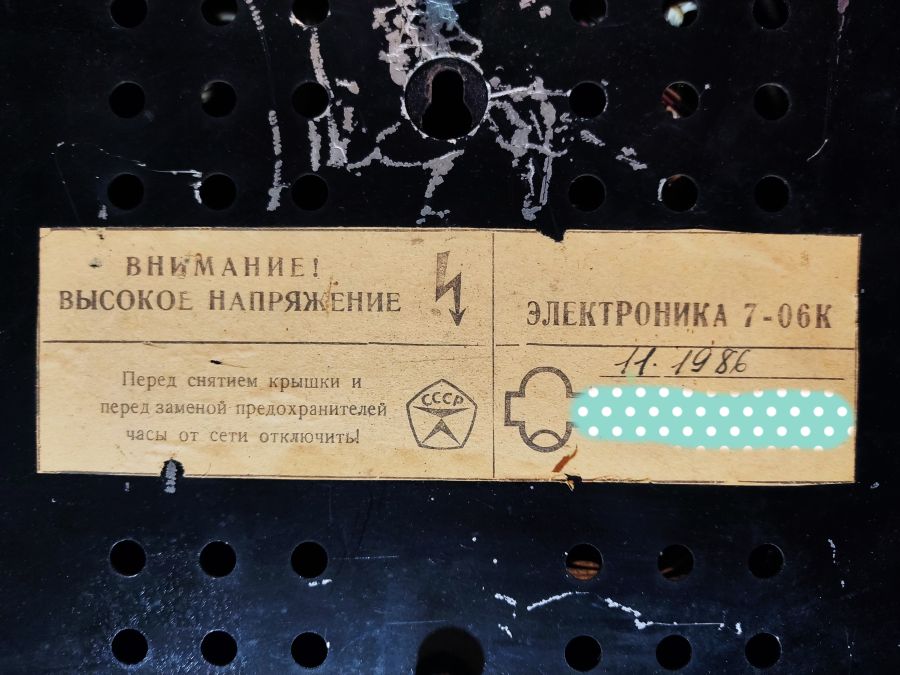 ВНИМАНИЕ!
ВЫСОКОЕ НАПРЯЖЕНИЕ
Перед снятием крышки и
перед заменой предохранителей
часы от сети отключить!
СССР
ЭЛЕКТРОНИКА 7-06К
11.1986